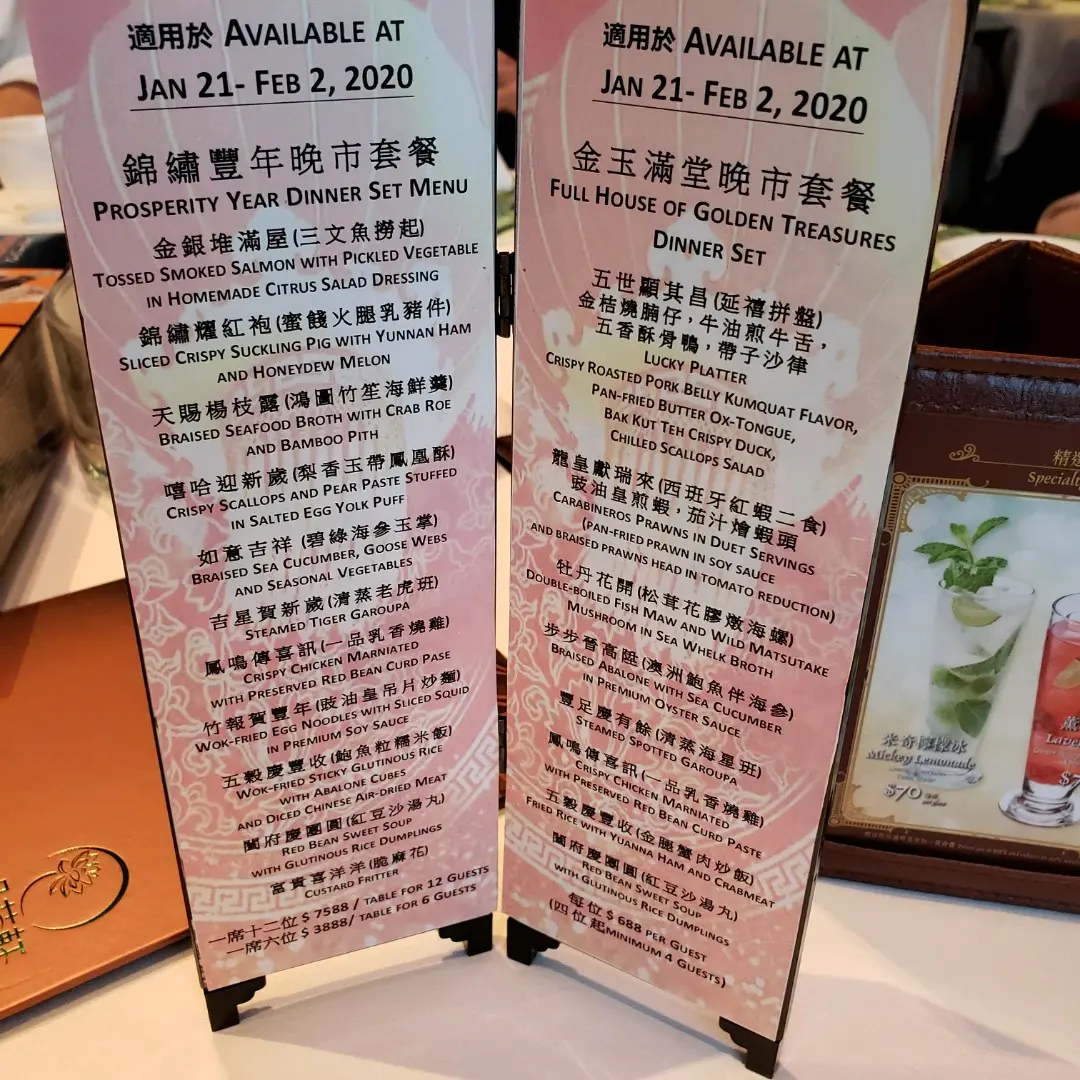 適用於 AVAILABLE AT
JAN 21- FEB 2, 2020
錦繡豐年晚市套餐
PROSPERITY YEAR DINNER SET MENU
金銀堆滿屋(三文魚撈起)
TOSSED SMOKED SALMON WITH PICKLED VEGETABLE
IN HOMEMADE CITRUS SALAD DRESSING
錦繡耀紅袍(蜜餞火腿乳豬件)
SLICED CRISPY SUCKLING PIG WITH YUNNAN HAM
AND HONEYDEW MELON
天賜楊枝露(鴻圖竹笙海鮮羹)
BRAISED SEAFOOD BROTH WITH CRAB ROE
AND BAMBOO PITH
嘻哈迎新歲(梨香玉帶鳳凰酥)
CRISPY SCALLOPS AND PEAR PASTE STUFFED
IN SALTED EGG YOLK PUFF
如意吉祥(碧綠海參玉掌)
BRAISED SEA CUCUMBER, GOOSE WEBS
AND SEASONAL VEGETABLES
吉星賀新歲(清蒸老虎班)
STEAMED TIGER GAROUPA
鳳鳴傳喜訊(一品乳香燒雞)
CRISPY CHICKEN MARNIATED
WITH PRESERVED RED BEAN CURD PASE
竹報賀豐年(豉油皇吊片炒麵)
WOK-FRIED EGG NOODLES WITH SLICED SQUID
IN PREMIUM SOY SAUCE
五穀慶豐收(鮑魚粒糯米飯)
WOK-FRIED STICKY GLUTINOUS RICE
WITH ABALONE CUBES
AND DICED CHINESE AIR-DRIED MEAT
闔府慶團圓(紅豆沙湯丸)
RED BEAN SWEET SOUP
WITH GLUTINOUS RICE DUMPLINGS
富貴喜洋洋(脆麻花)
CUSTARD FRITTER
一席十二位 $ 7588 / TABLE FOR 12 GUESTS
一席六位 $ 3888/ TABLE FOR 6 GUESTS
適用於 AVAILABLE AT
JAN 21- FEB 2, 2020
金玉滿堂晚市套餐
FULL HOUSE OF GOLDEN TREASURES
DINNER SET
五世顯其昌(延禧拼盤)
金桔燒腩仔，牛油煎牛舌，
五香酥骨鴨，帶子沙律
LUCKY PLATTER
CRISPY ROASTED PORK BELLY KUMQUAT FLAVOR,
PAN-FRIED BUTTER OX-TONGUE,
BAK KUT TEH CRISPY DUCK,
CHILLED SCALLOPS SALAD
龍皇獻瑞來(西班牙紅蝦二食)
豉油皇煎蝦，茄汁燴蝦頭
CARABINEROS PRAWNS IN DUET SERVINGS
(PAN-FRIED PRAWN IN SOY SAUCE
AND BRAISED PRAWNS HEAD IN TOMATO REDUCTION)
牡丹花開(松茸花膠燉海螺)
DOUBLE-BOILED FISH MAW AND WILD MATSUTAKE
MUSHROOM IN SEA WHELK BROTH
步步晉高陞(澳洲鮑魚伴海參)
BRAISED ABALONE WITH SEA CUCUMBER
IN PREMIUM OYSTER SAUCE
豐足慶有餘(清蒸海星班)
STEAMED SPOTTED GAROUPA
鳳鳴傳喜訊(一品乳香燒雞)
CRISPY CHICKEN MARNIATED
WITH PRESERVED RED BEAN CURD PASTE
五穀慶豐收(金腿蟹肉炒飯)
FRIED RICE WITH YUANNA HAM AND CRABMEAT
闔府慶團圓(紅豆沙湯丸)
RED BEAN SWEET SOUP
WITH GLUTINOUS RICE DUMPLINGS
每位 $ 688 PER GUEST
(四位起MINIMUM 4 GUESTS)
精選
Specialty
Mickey Lemonade
$70